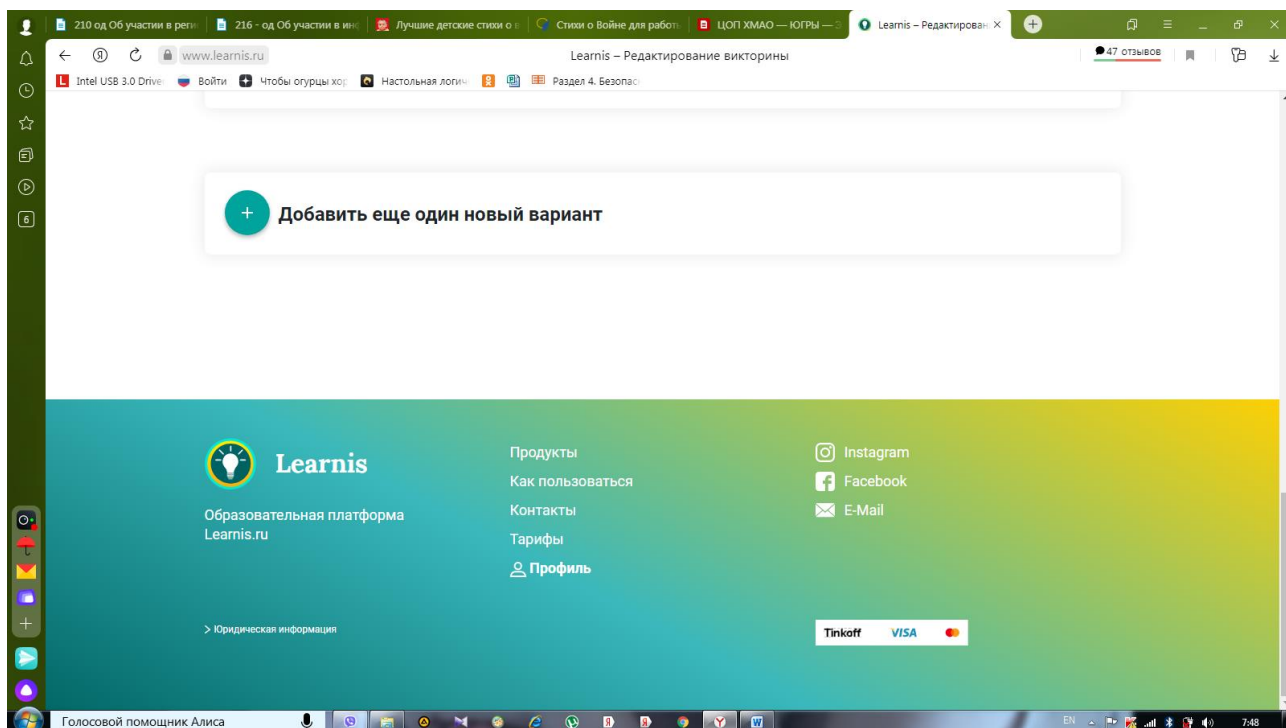 210 од Об участии в реги
216 - од Об участии в инс
Лучшие детские стихи о в
Стихи о Войне для работ
ЦОП ХМАО — ЮГРЫ — Э
Learnis – Редактирован
www.learnis.ru
Learnis – Редактирование викторины
47 отзывов
Intel USB 3.0 Drive
Войти
Чтобы огурцы хор
Настольная логич
Раздел 4. Безопас
6
Добавить еще один новый вариант
Learnis
Образовательная платформа
Learnis.ru
Продукты
Как пользоваться
Контакты
Тарифы
Профиль
Instagram
Facebook
E-Mail
> Юридическая информация
Tinkoff VISA
Голосовой помощник Алиса
EN
7:48